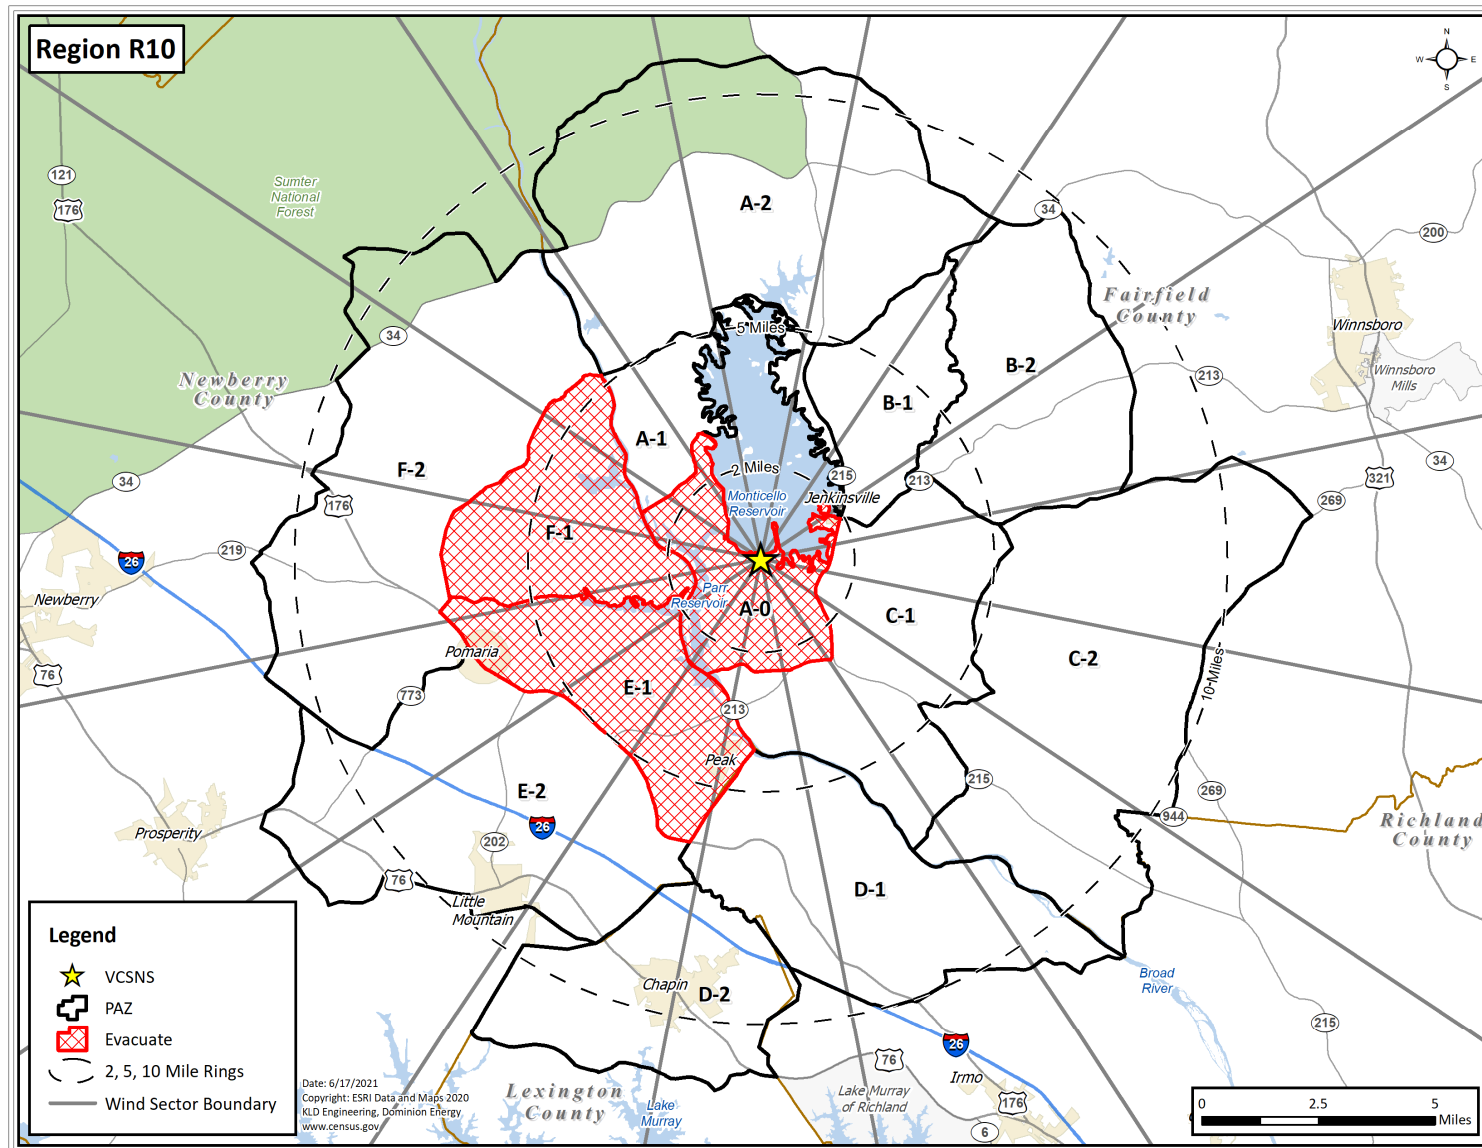 Region R10
N
W
E
S
121
176
Sumter
National
Forest
A-2
34
200
Fairfield
County
Winnsboro
Winnsboro
Mills
5 Miles
34
B-2
213
Newberry
County
B-1
A-1
F-2
2 Miles
215
213
34
321
34
269
Monticello
Reservoir
Jenkinsville
176
F-1
219
26
Newberry
Parr
Reservoir
A-0
C-1
C-2
Pomaria
76
E-1
773
213
10 Miles
Peak
215
269
E-2
26
944
Richland
County
Prosperity
202
76
D-1
Little
Mountain
Chapin
D-2
Broad
River
215
26
76
Irmo
176
Lake Murray
of Richland
6
Lexington
County
Lake
Murray
Legend
VCSNS
PAZ
Evacuate
2, 5, 10 Mile Rings
Wind Sector Boundary
Date: 6/17/2021
Copyright: ESRI Data and Maps 2020
KLD Engineering, Dominion Energy
www.census.gov
0 2.5 5
Miles